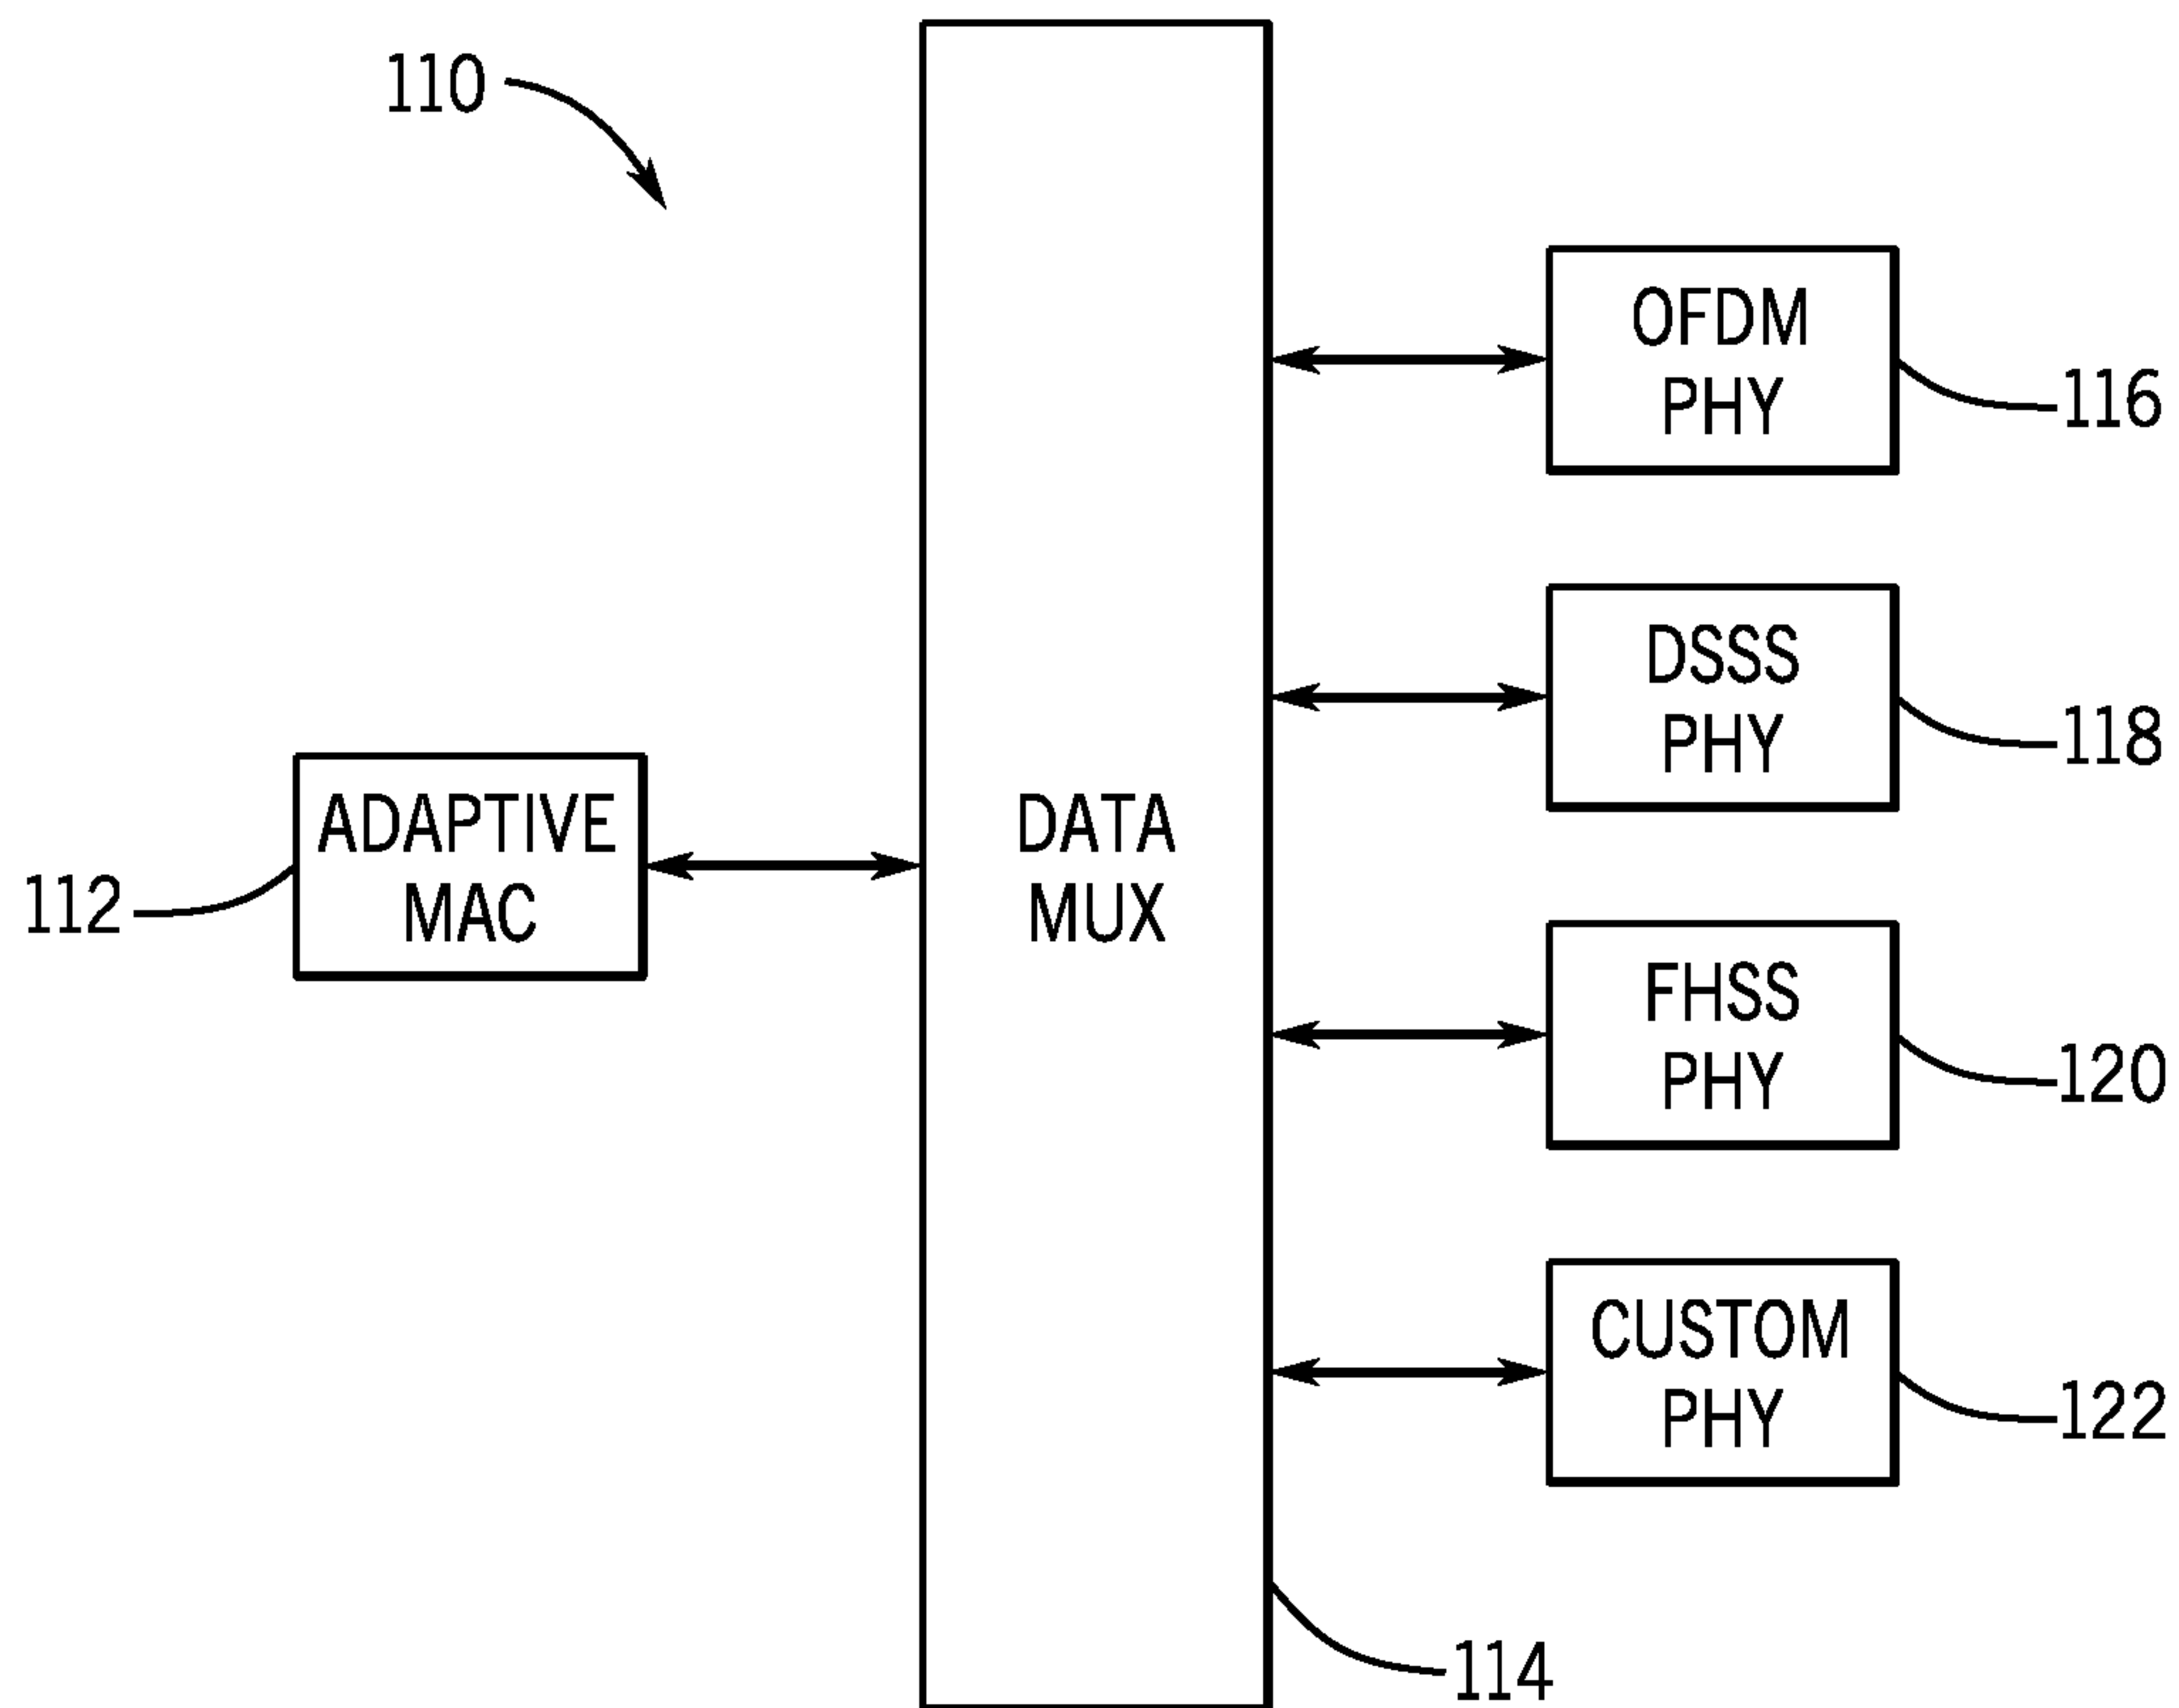 110
OFDM
PHY
116
DSSS
PHY
118
ADAPTIVE
MAC
112
DATA
MUX
FHSS
PHY
120
CUSTOM
PHY
122
114